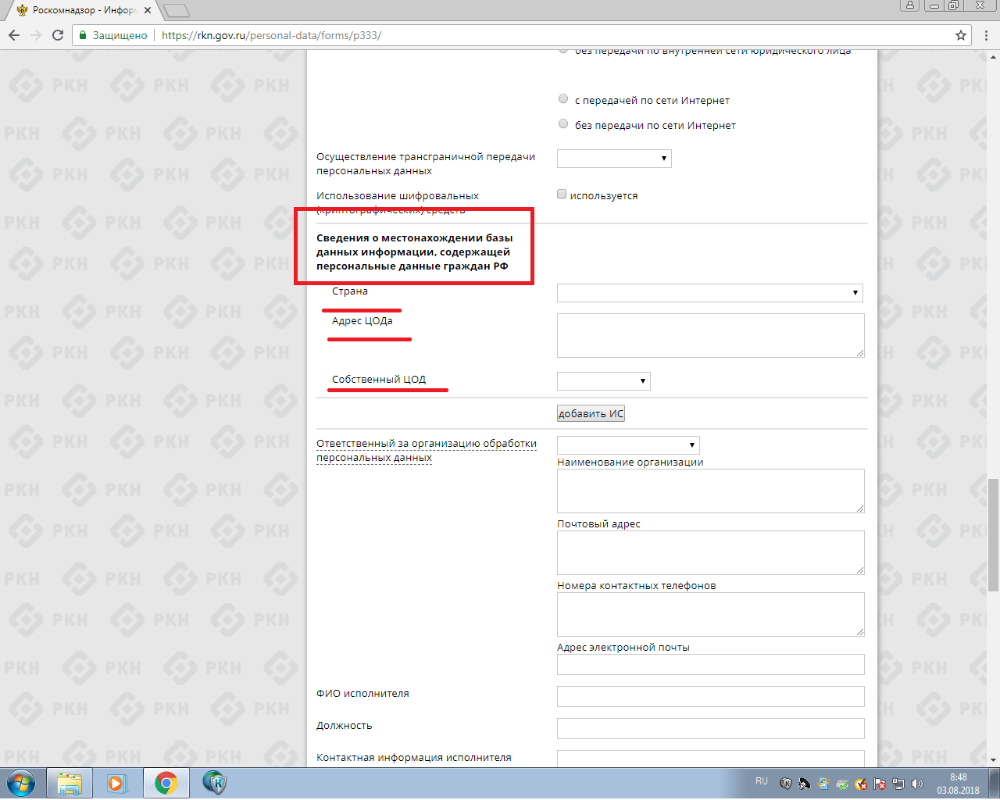 Роскомнадзор - Информ
Защищено
https://rkn.gov.ru/personal-data/forms/p333/
без передачи по внутренней сети юридического лица
с передачей по сети Интернет
без передачи по сети Интернет
Осуществление трансграничной передачи
персональных данных
Использование шифровальных
(криптографических) средств
используется
Сведения о местонахождении базы
данных информации, содержащей
персональные данные граждан РФ
Страна
Адрес ЦОДа
Собственный ЦОД
добавить ИС
Ответственный за организацию обработки
персональных данных
Наименование организации
Почтовый адрес
Номера контактных телефонов
Адрес электронной почты
ФИО исполнителя
Должность
Контактная информация исполнителя
RU
8:48
03.08.2018
РКН